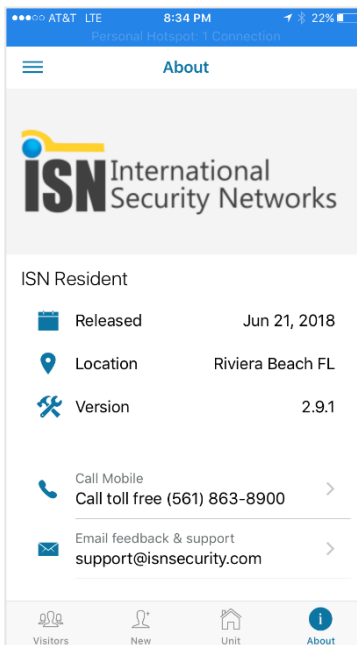 AT&T LTE 8:34 PM 22%
Personal Hotspot: 1 Connection
About
ISN International
Security Networks
ISN Resident
Released Jun 21, 2018
Location Riviera Beach FL
Version 2.9.1
Call Mobile
Call toll free (561) 863-8900
Email feedback & support
support@isnsecurity.com
Visitors New Unit About